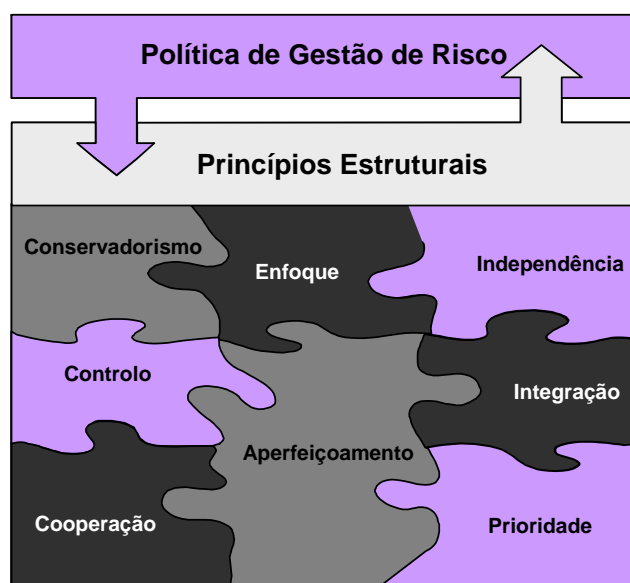 Política de Gestão de Risco
Princípios Estruturais
Conservadorismo
Enfoque
Independência
Controlo
Integração
Aperfeiçoamento
Cooperação
Prioridade